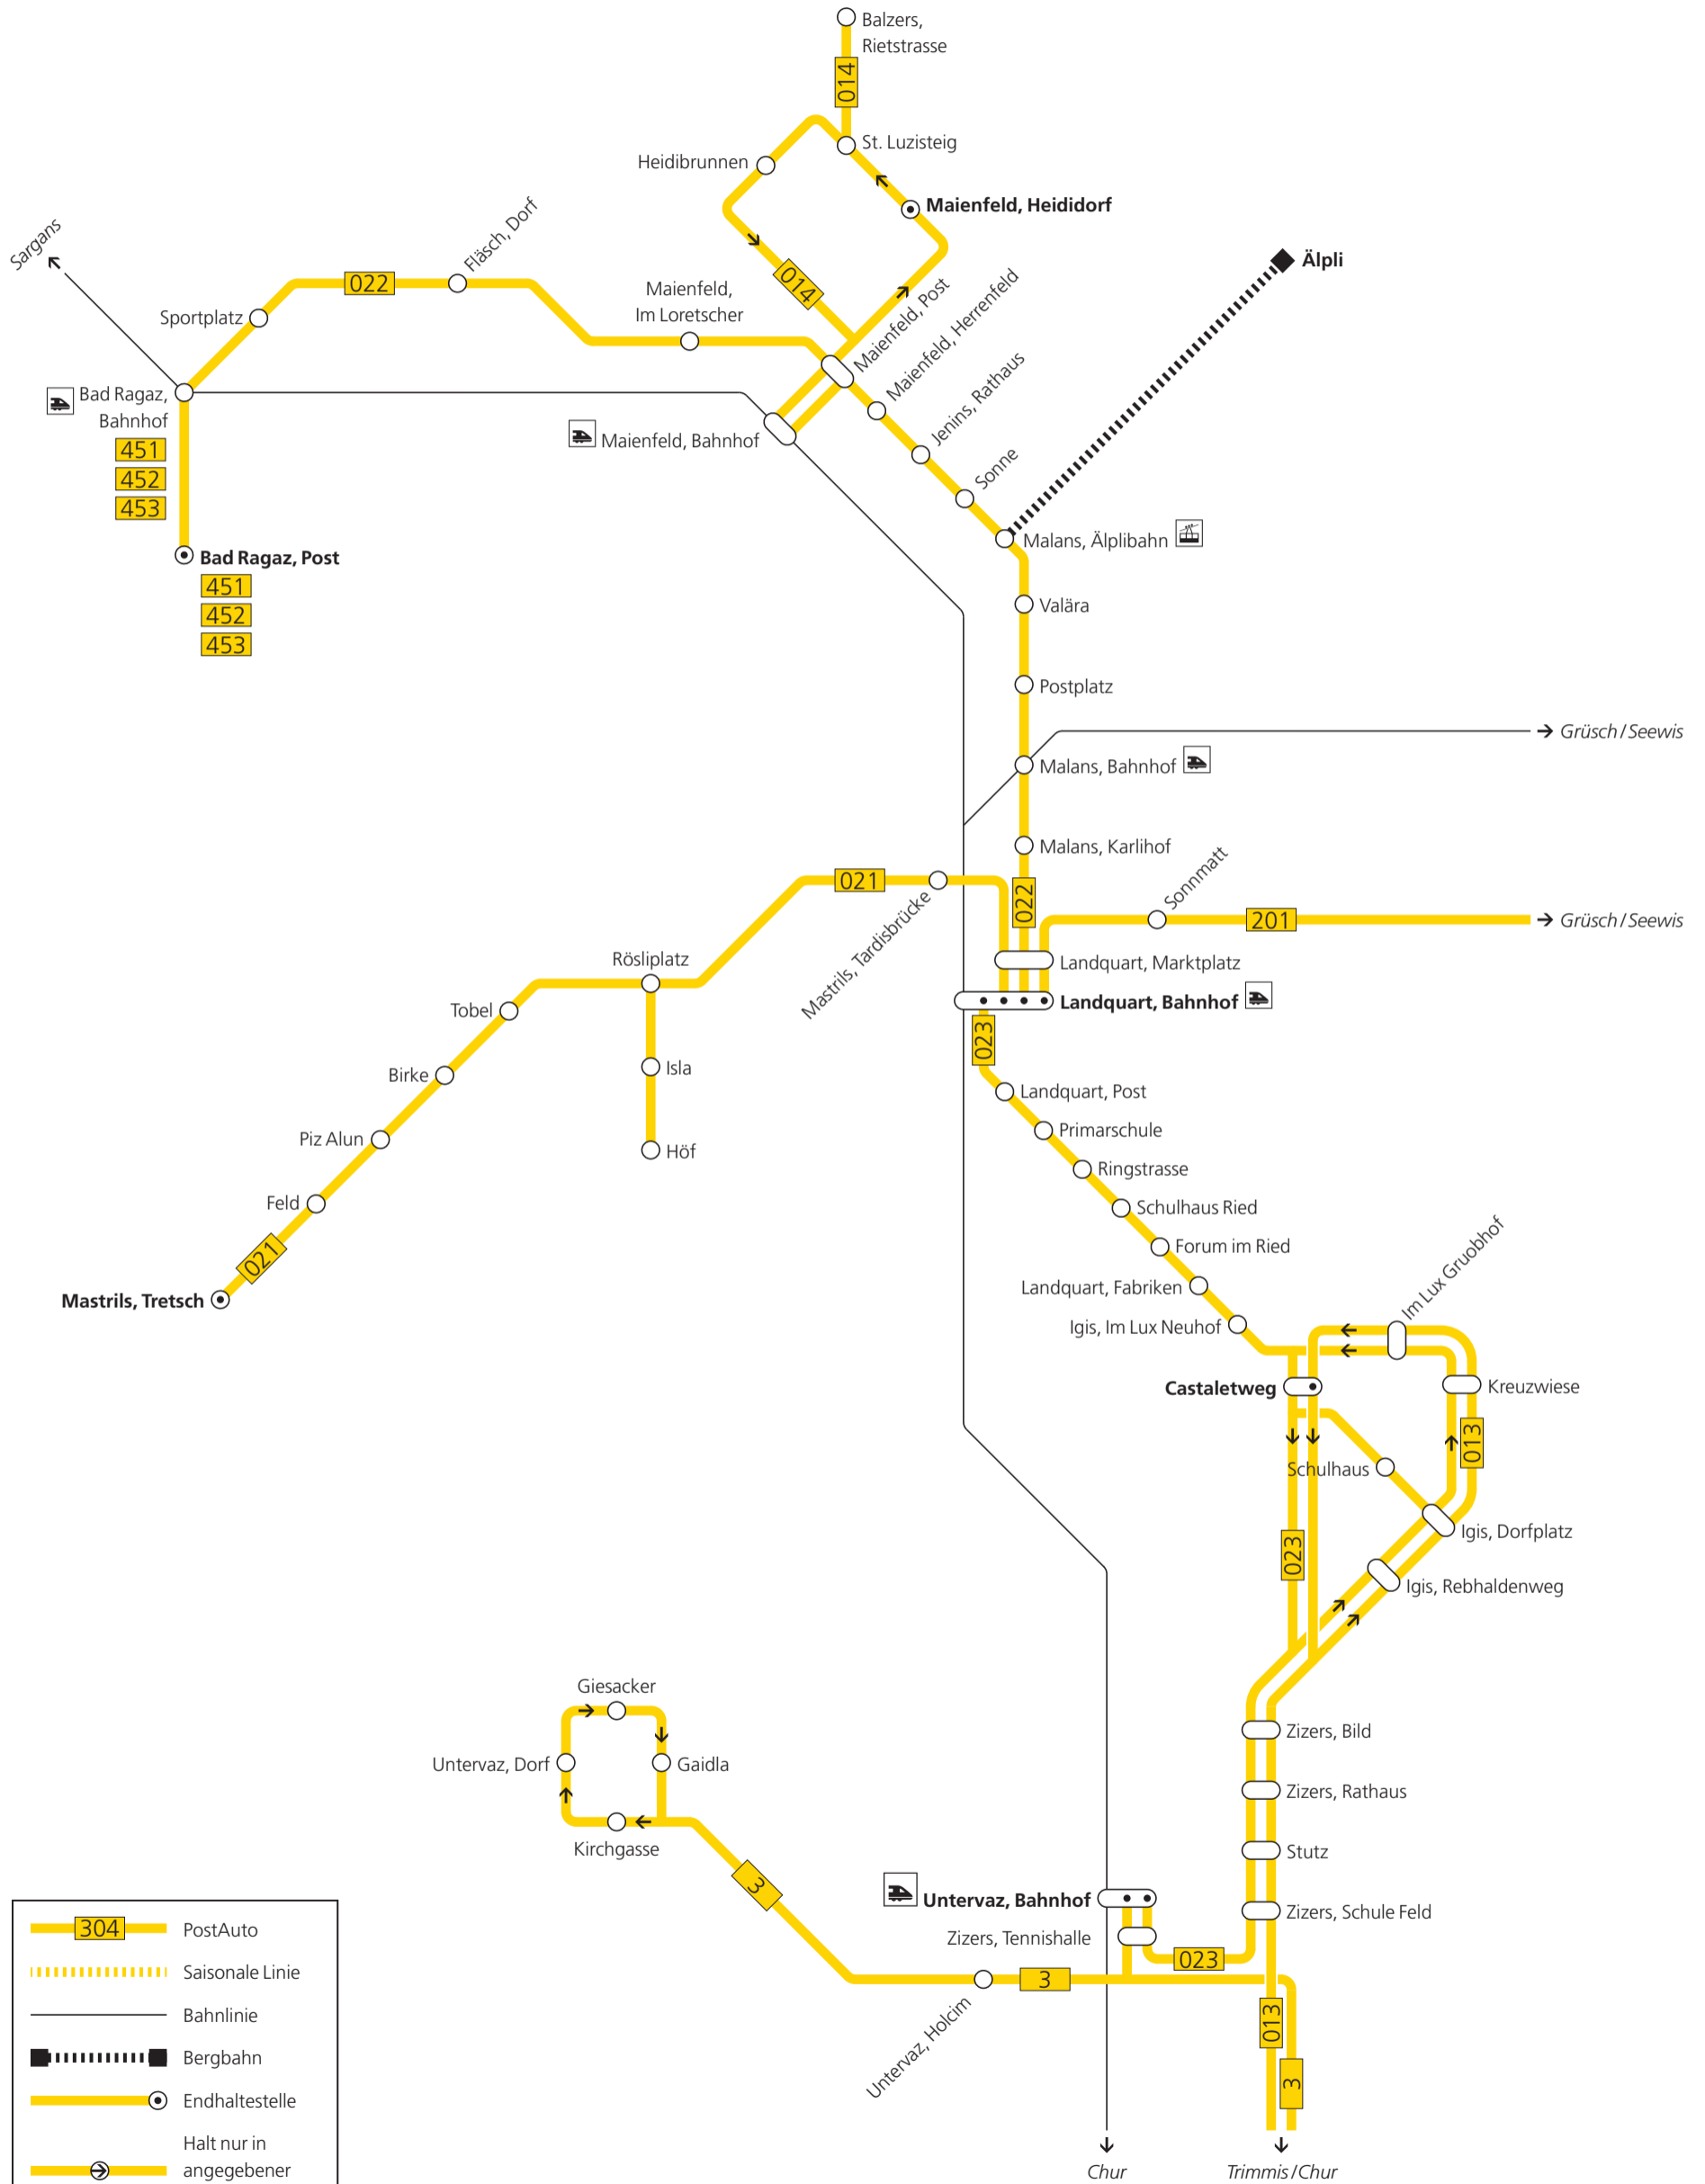 Balzers,
Rietstrasse
014
St. Luzisteig
Heidibrunnen
Maienfeld, Heididorf
Sargans
Fläsch, Dorf
Älpli
022
014
Maienfeld,
Im Loretscher
Sportplatz
Maienfeld, Post
Maienfeld, Herrenfeld
Jenins, Rathaus
Bad Ragaz,
Bahnhof
451
452
453
Maienfeld, Bahnhof
Sonne
Malans, Älplibahn
Bad Ragaz, Post
451
452
453
Valära
Postplatz
Grüsch/Seewis
Malans, Bahnhof
Malans, Karlihof
021
022
Sonnmatt
201
Grüsch/Seewis
Mastrils, Tardisbrücke
Rösliplatz
Landquart, Marktplatz
Tobel
Landquart, Bahnhof
023
Birke
Isla
Landquart, Post
Piz Alun
Höf
Primarschule
Ringstrasse
Feld
Schulhaus Ried
021
Forum im Ried
Mastrils, Tretsch
Landquart, Fabriken
Im Lux Gruobhof
Igis, Im Lux Neuhof
Castaletweg
Kreuzwiese
013
Schulhaus
Igis, Dorfplatz
023
Igis, Rebhaldenweg
Giesacker
Zizers, Bild
Untervaz, Dorf
Gaidla
Zizers, Rathaus
Kirchgasse
Stutz
3
Untervaz, Bahnhof
Zizers, Schule Feld
Zizers, Tennishalle
023
3
Untervaz, Holcim
013
3
Chur
Trimmis/Chur
304
PostAuto
Saisonale Linie
Bahnlinie
Bergbahn
Endhaltestelle
Halt nur in
angegebener